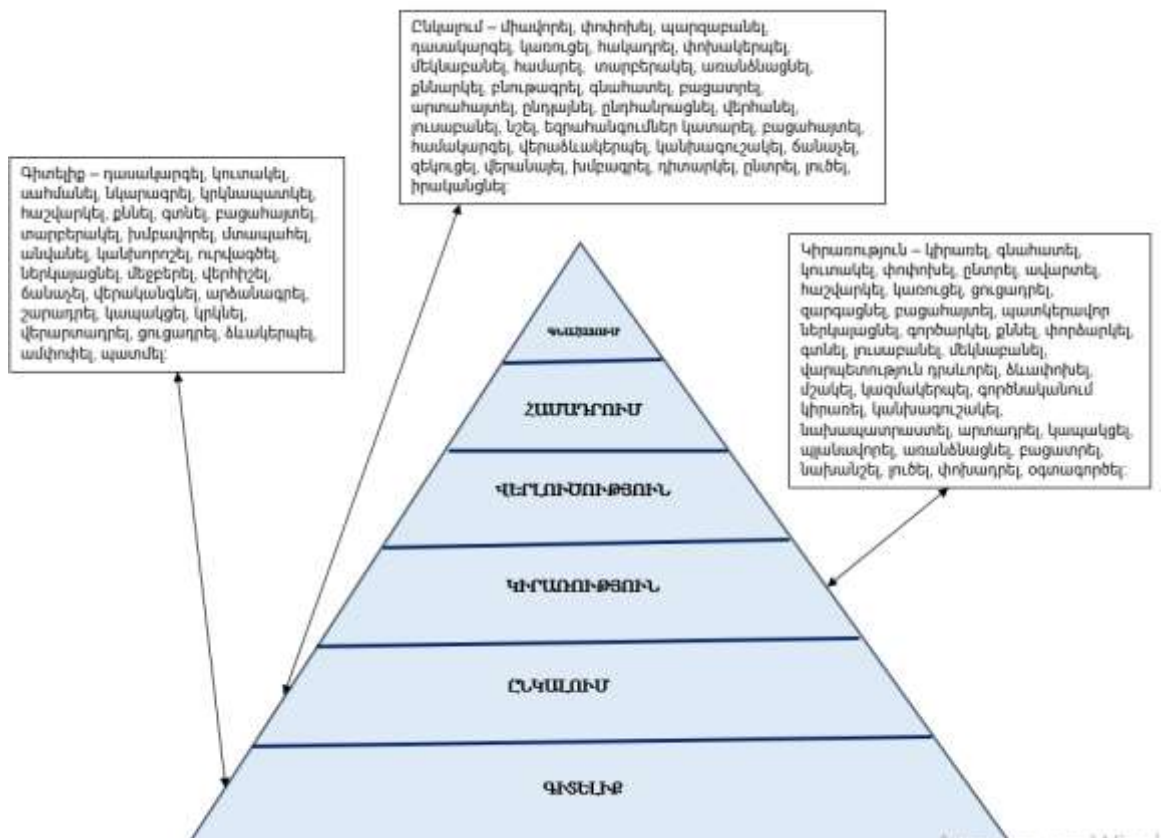 Ընկալում – միավորել, փոփոխել, պարզաբանել,
դասակարգել, կառուցել, հակադրել, փոխակերպել,
մեկնաբանել, համարել, տարբերակել, առանձնացնել,
քննարկել, բնութագրել, գնահատել, բացատրել,
արտահայտել, ընդլայնել, ընդհանրացնել, վերհանել,
լուսաբանել, նշել, եզրահանգումներ կատարել, բացահայտել,
համակարգել, վերաձևակերպել, կանխագուշակել, ճանաչել,
զեկուցել, վերանայել, խմբագրել, դիտարկել, ընտրել, լուծել,
իրականցնել:
Գիտելիք – դասակարգել, կուտակել,
սահմանել, նկարագրել, կրկնապատկել,
հաշվարկել, քննել, գտնել, բացահայտել,
տարբերակել, խմբավորել, մտապահել,
անվանել, կանխորոշել, ուրվագծել,
ներկայացնել, մեջբերել, վերհիշել,
ճանաչել, վերականգնել, արձանագրել,
շարադրել, կապակցել, կրկնել,
վերարտադրել, ցուցադրել, ձևակերպել,
ամփոփել, պատմել:
Կիրառություն – կիրառել, գնահատել,
կուտակել, փոփոխել, ընտրել, ավարտել,
հաշվարկել, կառուցել, ցուցադրել,
զարգացնել, բացահայտել, պատկերավոր
ներկայացնել, գործարկել, քննել, փորձարկել,
գտնել, լուսաբանել, մեկնաբանել,
վարպետություն դրսևորել, ձևափոխել,
մշակել, կազմակերպել, գործնականում
կիրառել, կանխագուշակել,
նախապատրաստել, արտադրել, կապակցել,
պլանավորել, առանձնացնել, բացատրել,
նախանշել, լուծել, փոխադրել, օգտագործել:
ԳՆԱՀԱՏՈՒՄ
ՀԱՄԱԴՐՈՒՄ
ՎԵՐԼՈՒԾՈՒԹՅՈՒՆ
ԿԻՐԱՌՈՒԹՅՈՒՆ
ԸՆԿԱԼՈՒՄ
ԳԻՏԵԼԻՔ